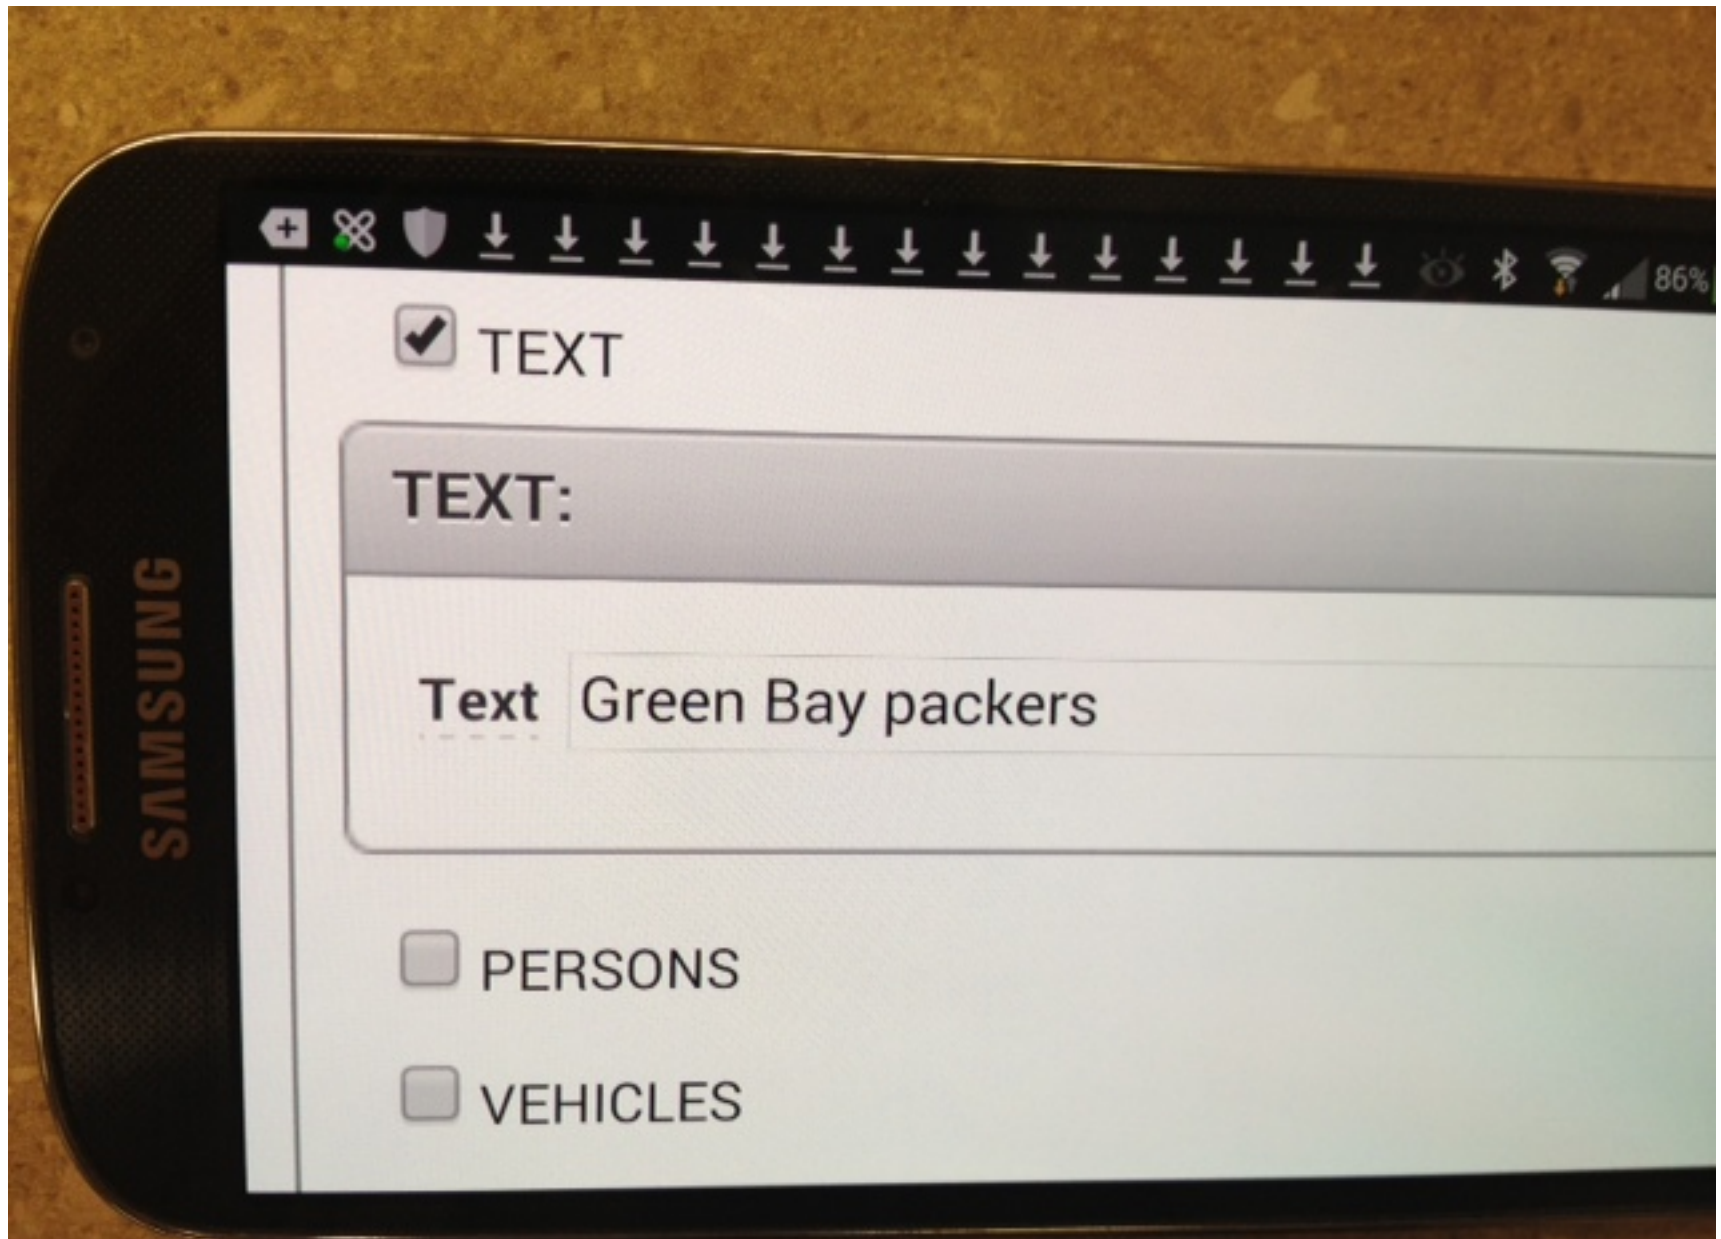 86%
TEXT
TEXT:
Text Green Bay packers
PERSONS
VEHICLES
SAMSUNG